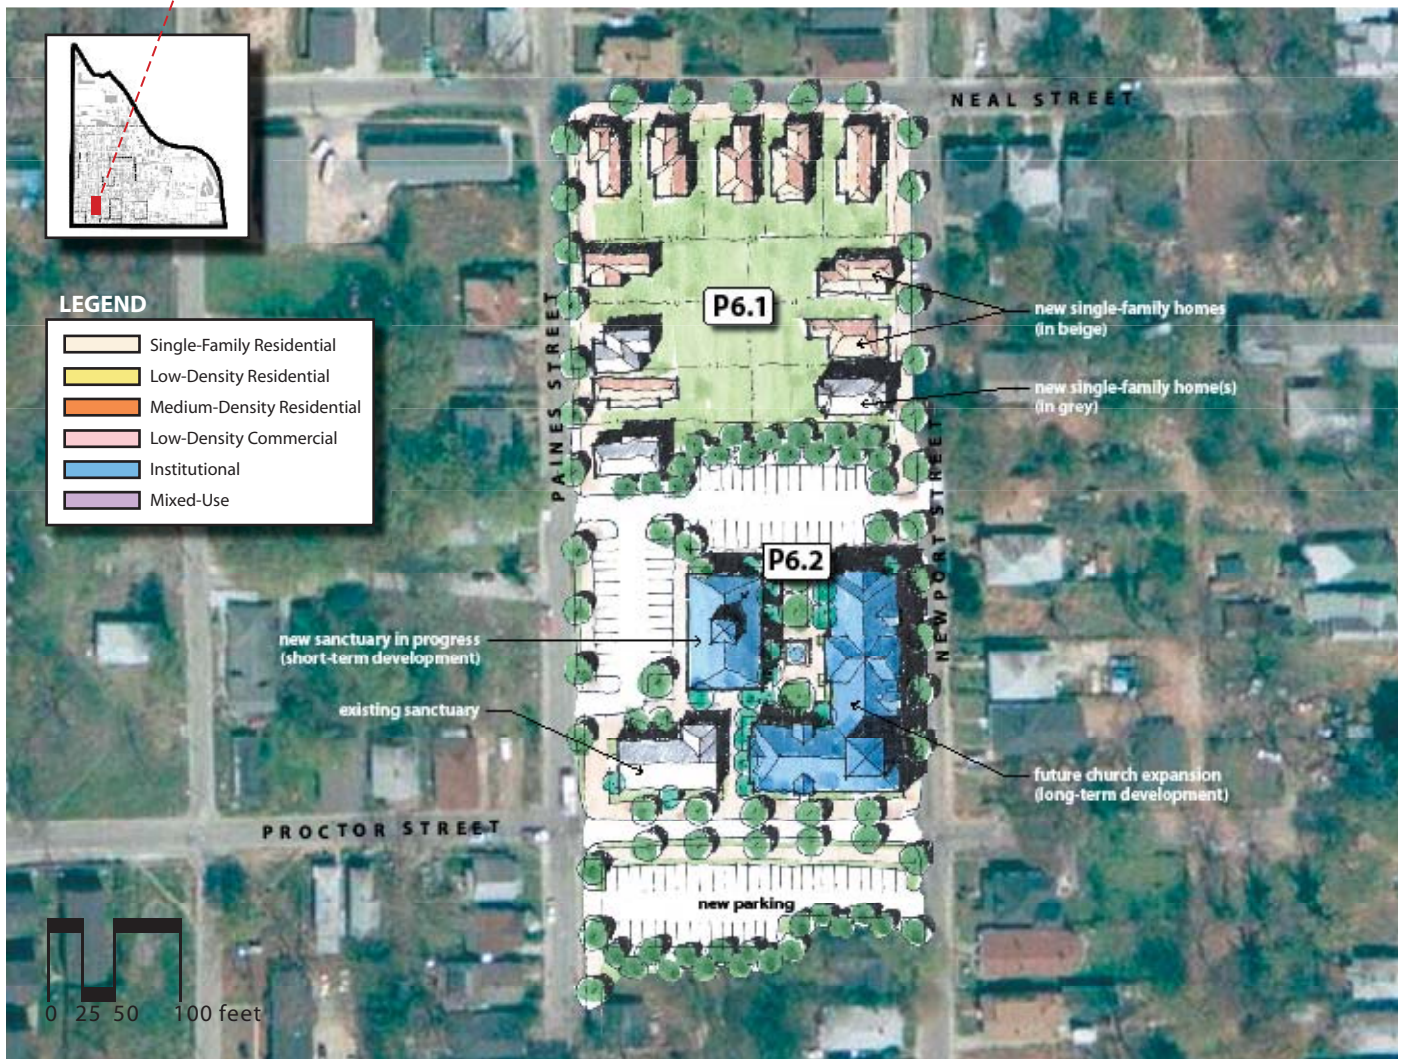 NEAL STREET
LEGEND
Single-Family Residential
Low-Density Residential
Medium-Density Residential
Low-Density Commercial
Institutional
Mixed-Use
PAINES STREET
P6.1
new single-family homes
(in beige)
new single-family home(s)
(in grey)
NEWPORT STREET
P6.2
new sanctuary in progress
(short-term development)
existing sanctuary
future church expansion
(long-term development)
PROCTOR STREET
new parking
0 25 50 100 feet